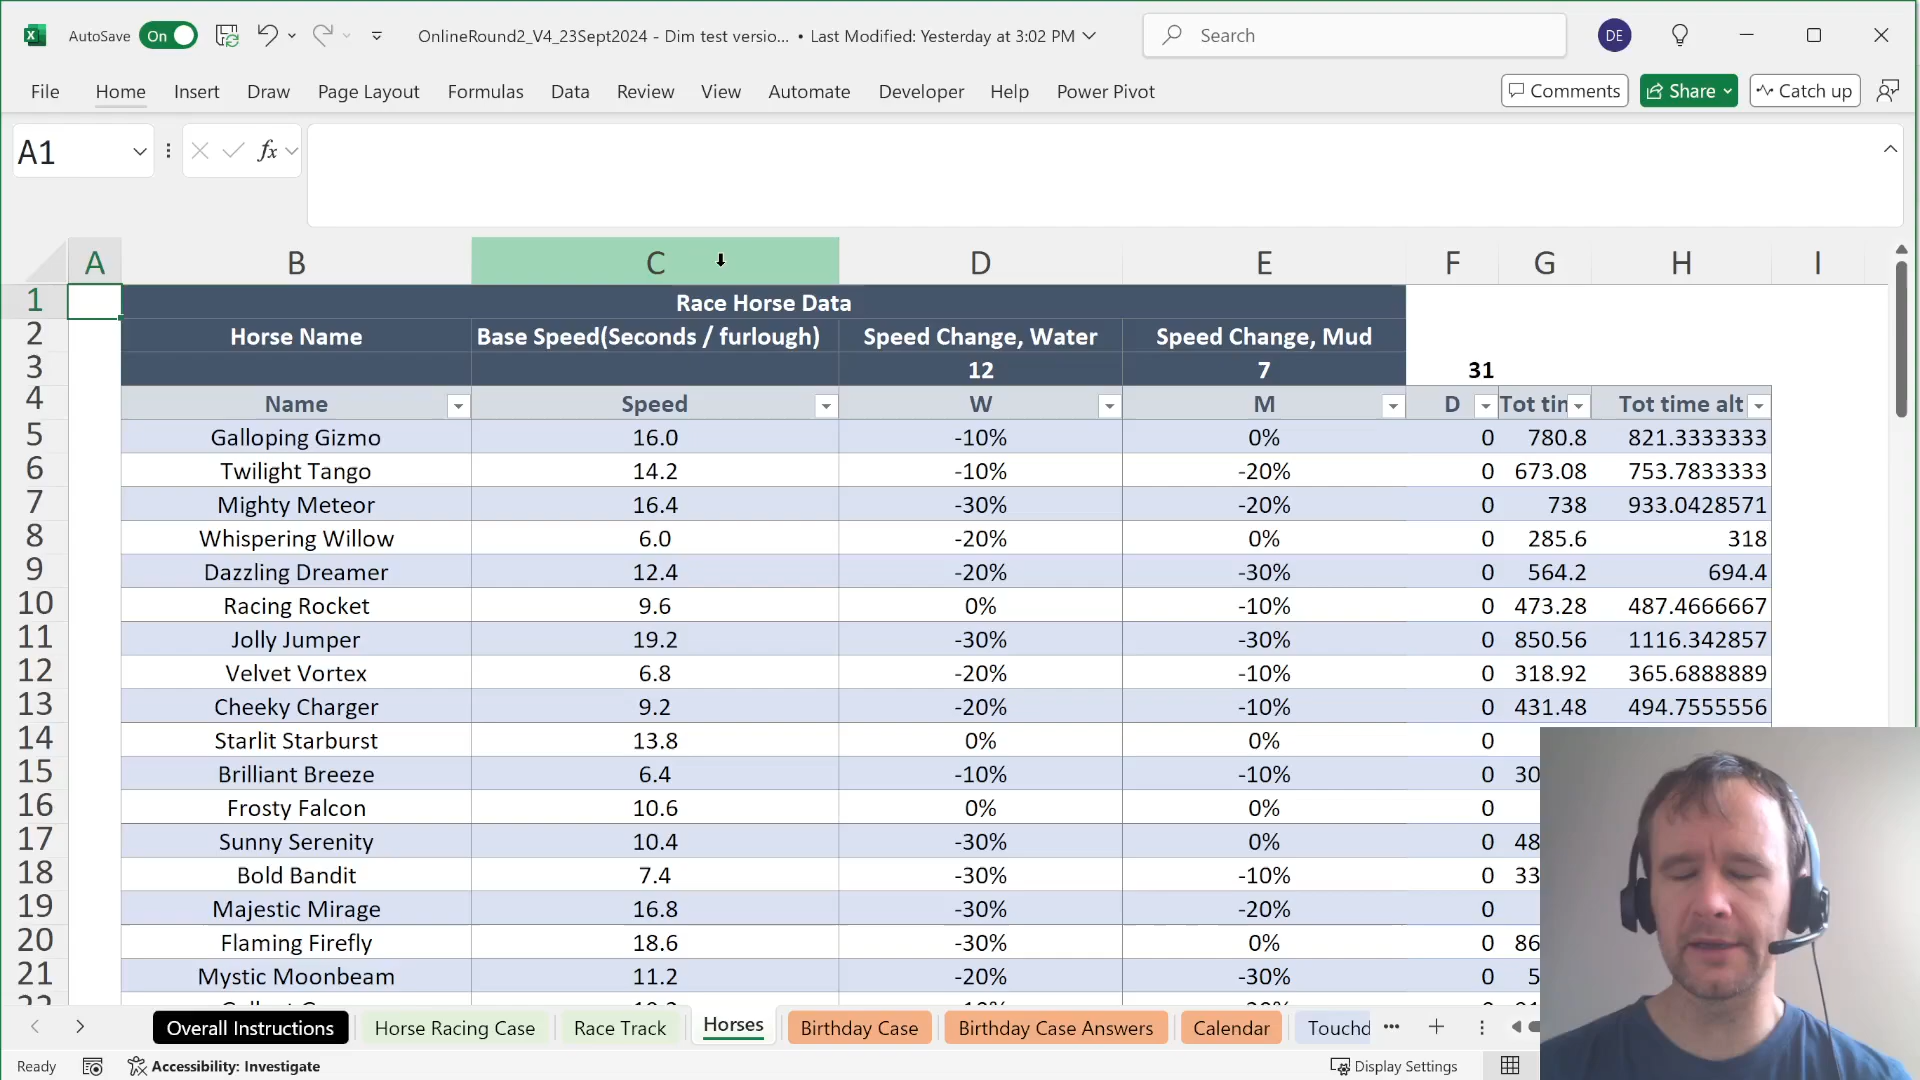 AutoSave On OnlineRound2_V4_23Sept2024 - Dim test versio... • Last Modified: Yesterday at 3:02 PM Search DE
File Home Insert Draw Page Layout Formulas Data Review View Automate Developer Help Power Pivot Comments Share Catch up
A1 fx
A B C D E F G H I
1 Race Horse Data
2 Horse Name Base Speed(Seconds / furlough) Speed Change, Water Speed Change, Mud
3 12 7 31
4 Name Speed W M D Tot tim Tot time alt
5 Galloping Gizmo 16.0 -10% 0% 0 780.8 821.3333333
6 Twilight Tango 14.2 -10% -20% 0 673.08 753.7833333
7 Mighty Meteor 16.4 -30% -20% 0 738 933.0428571
8 Whispering Willow 6.0 -20% 0% 0 285.6 318
9 Dazzling Dreamer 12.4 -20% -30% 0 564.2 694.4
10 Racing Rocket 9.6 0% -10% 0 473.28 487.4666667
11 Jolly Jumper 19.2 -30% -30% 0 850.56 1116.342857
12 Velvet Vortex 6.8 -20% -10% 0 318.92 365.6888889
13 Cheeky Charger 9.2 -20% -10% 0 431.48 494.7555556
14 Starlit Starburst 13.8 0% 0% 0
15 Brilliant Breeze 6.4 -10% -10% 0 30
16 Frosty Falcon 10.6 0% 0% 0
17 Sunny Serenity 10.4 -30% 0% 0 48
18 Bold Bandit 7.4 -30% -10% 0 33
19 Majestic Mirage 16.8 -30% -20% 0
20 Flaming Firefly 18.6 -30% 0% 0 86
21 Mystic Moonbeam 11.2 -20% -30% 0 5
Overall Instructions Horse Racing Case Race Track Horses Birthday Case Birthday Case Answers Calendar Touchd ...
Ready Accessibility: Investigate Display Settings